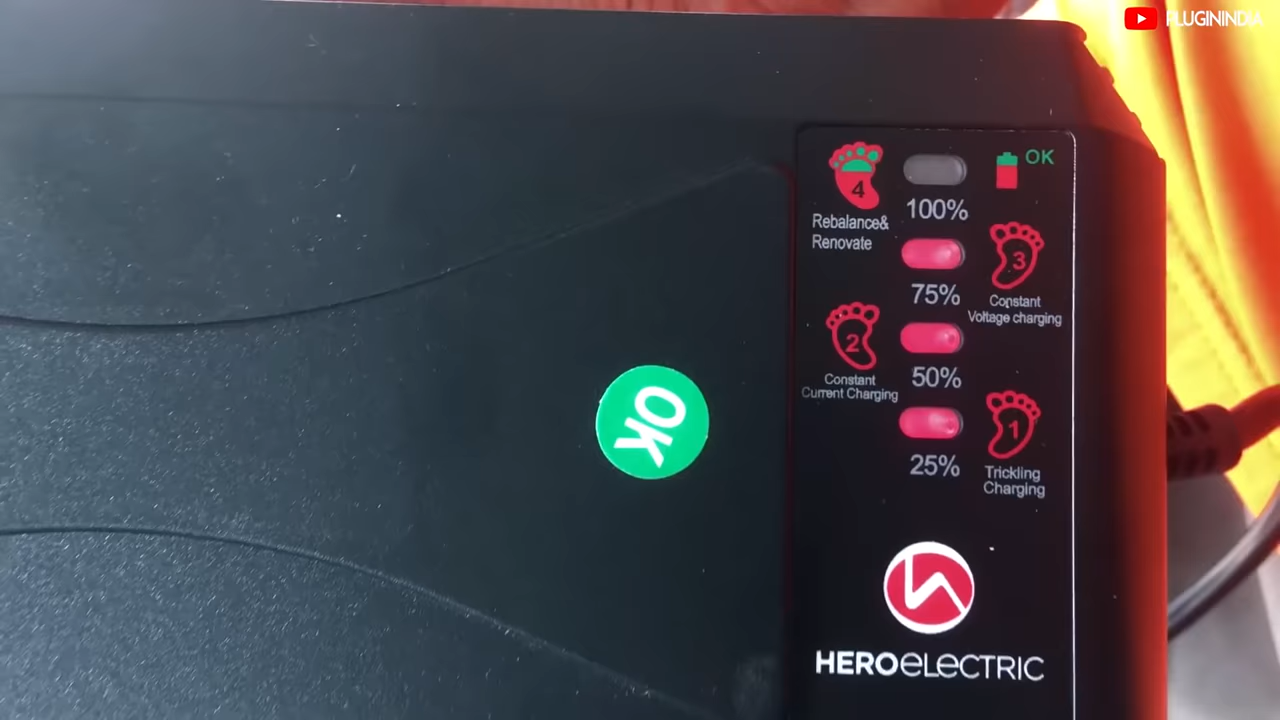 PLUGININDIA
4
OK
100%
Rebalance&
Renovate
75%
3
Constant
Voltage charging
2
50%
Constant
Current Charging
OK
1
25%
Trickling
Charging
HEROeLeCTRIC